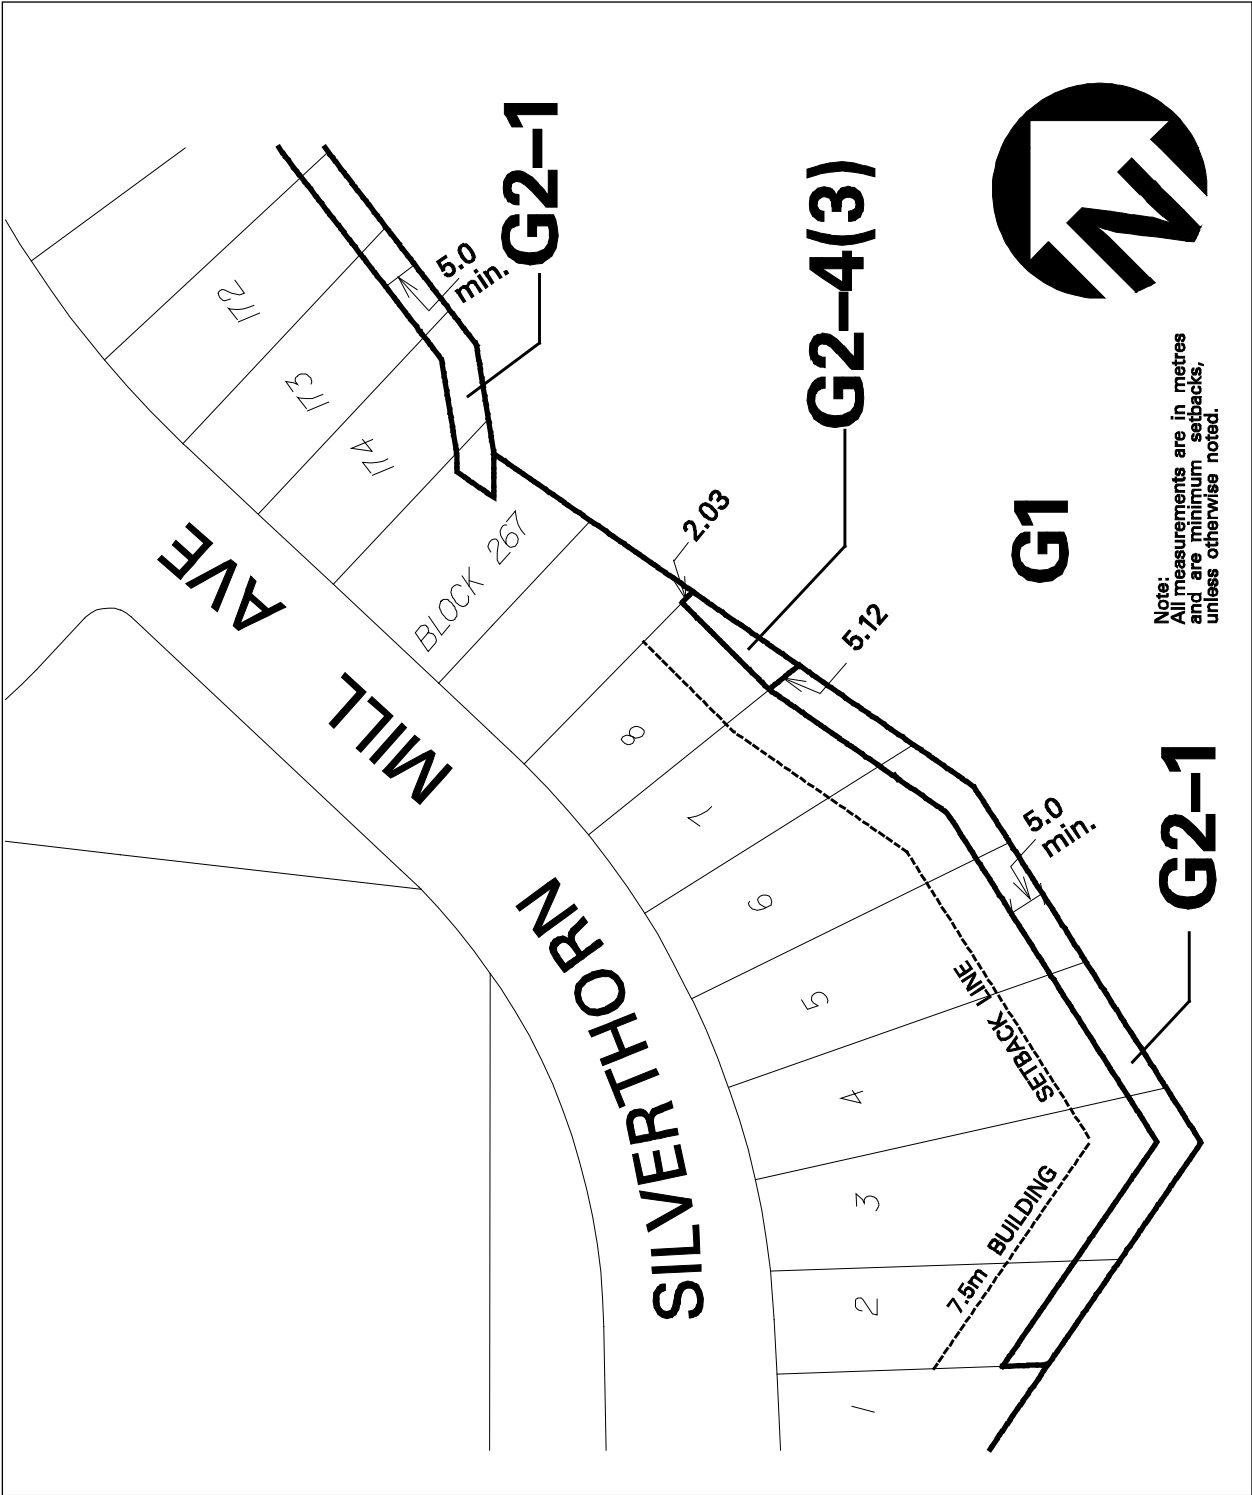 G2–1
5.0
min.
172
173
174
BLOCK 267
G2–4(3)
2.03
5.12
G1
N
Note:
All measurements are in metres
and are minimum setbacks,
unless otherwise noted.
SILVERTHORN MILL AVE
8
7
6
5
4
3
2
1
5.0
min.
G2–1
7.5m BUILDING SETBACK LINE